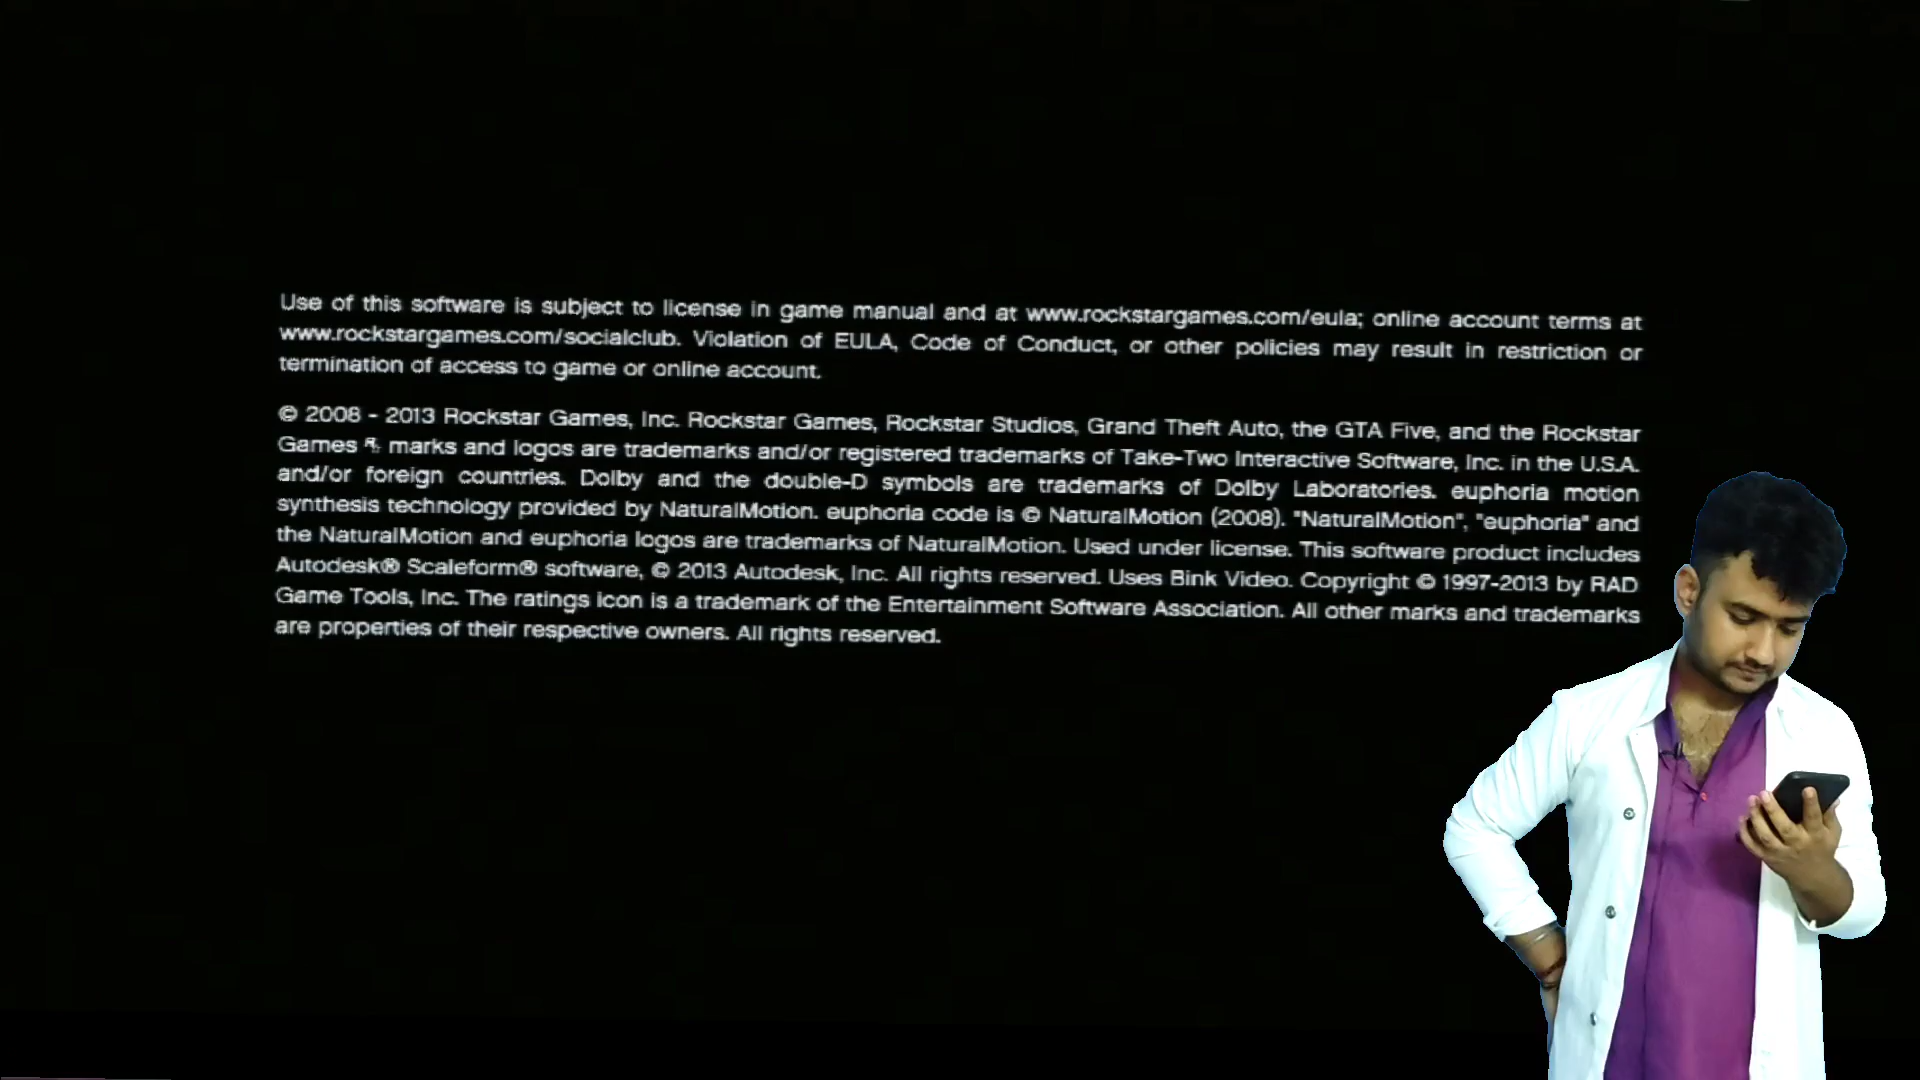 Use of this software is subject to license in game manual and at www.rockstargames.com/eula; online account terms at
www.rockstargames.com/socialclub. Violation of EULA, Code of Conduct, or other policies may result in restriction or
termination of access to game or online account.
© 2008 - 2013 Rockstar Games, Inc. Rockstar Games, Rockstar Studios, Grand Theft Auto, the GTA Five, and the Rockstar
Games R* marks and logos are trademarks and/or registered trademarks of Take-Two Interactive Software, Inc. in the U.S.A.
and/or foreign countries. Dolby and the double-D symbols are trademarks of Dolby Laboratories. euphoria motion
synthesis technology provided by NaturalMotion. euphoria code is © NaturalMotion (2008). "NaturalMotion", "euphoria" and
the NaturalMotion and euphoria logos are trademarks of NaturalMotion. Used under license. This software product includes
Autodesk® Scaleform® software, © 2013 Autodesk, Inc. All rights reserved. Uses Bink Video. Copyright © 1997-2013 by RAD
Game Tools, Inc. The ratings icon is a trademark of the Entertainment Software Association. All other marks and trademarks
are properties of their respective owners. All rights reserved.